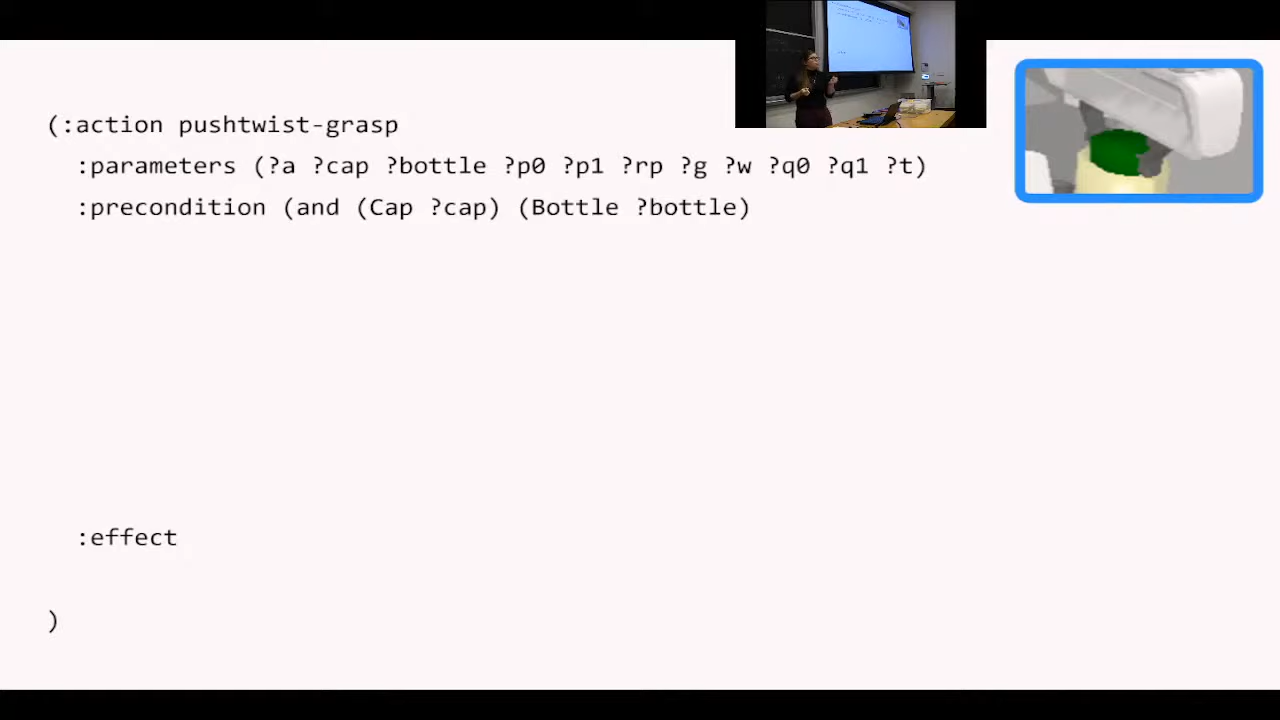 (:action pushtwist-grasp
:parameters (?a ?cap ?bottle ?p0 ?p1 ?rp ?g ?w ?q0 ?q1 ?t)
:precondition (and (Cap ?cap) (Bottle ?bottle)
:effect
)